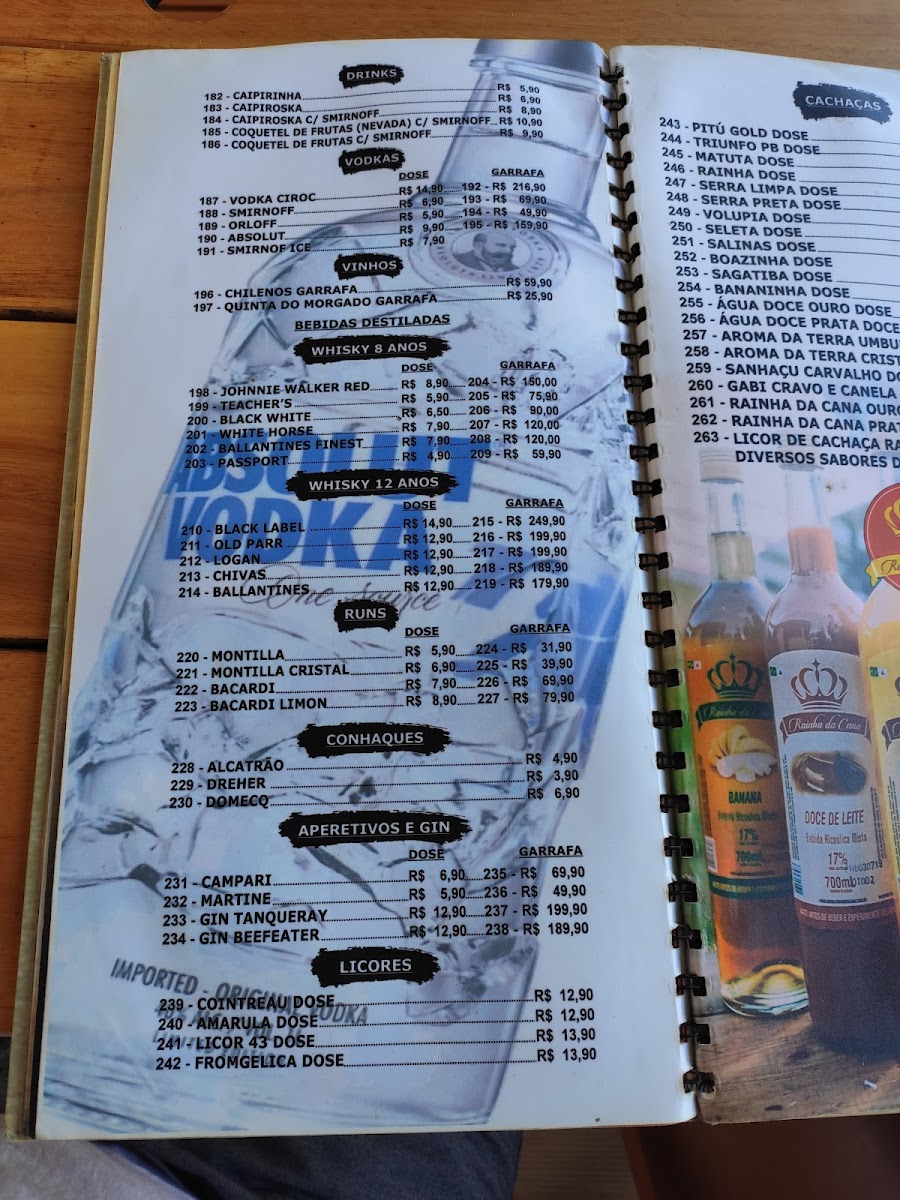 DRINKS
182 - CAIPIRINHA R$ 5,90
183 - CAIPIROSKA R$ 6,90
184 - CAIPIROSKA C/ SMIRNOFF R$ 8,90
185 - COQUETEL DE FRUTAS (NEVADA) C/ SMIRNOFF R$ 10,90
186 - COQUETEL DE FRUTAS C/ SMIRNOFF R$ 9,90
VODKAS
DOSE GARRAFA
187 - VODKA CIROC R$ 14,90 192 - R$ 216,90
188 - SMIRNOFF R$ 6,90 193 - R$ 69,90
189 - ORLOFF R$ 5,90 194 - R$ 49,90
190 - ABSOLUT R$ 9,90 195 - R$ 159,90
191 - SMIRNOF ICE R$ 7,90
VINHOS
196 - CHILENOS GARRAFA R$ 59,90
197 - QUINTA DO MORGADO GARRAFA R$ 25,90
BEBIDAS DESTILADAS
WHISKY 8 ANOS
DOSE GARRAFA
198 - JOHNNIE WALKER RED R$ 8,90 204 - R$ 150,00
199 - TEACHER'S R$ 5,90 205 - R$ 75,90
200 - BLACK WHITE R$ 6,50 206 - R$ 90,00
201 - WHITE HORSE R$ 7,90 207 - R$ 120,00
202 - BALLANTINES FINEST R$ 7,90 208 - R$ 120,00
203 - PASSPORT R$ 4,90 209 - R$ 59,90
WHISKY 12 ANOS
DOSE GARRAFA
210 - BLACK LABEL R$ 14,90 215 - R$ 249,90
211 - OLD PARR R$ 12,90 216 - R$ 199,90
212 - LOGAN R$ 12,90 217 - R$ 199,90
213 - CHIVAS R$ 12,90 218 - R$ 189,90
214 - BALLANTINES R$ 12,90 219 - R$ 179,90
RUNS
DOSE GARRAFA
220 - MONTILLA R$ 5,90 224 - R$ 31,90
221 - MONTILLA CRISTAL R$ 6,90 225 - R$ 39,90
222 - BACARDI R$ 7,90 226 - R$ 69,90
223 - BACARDI LIMON R$ 8,90 227 - R$ 79,90
CONHAQUES
228 - ALCATRÃO R$ 4,90
229 - DREHER R$ 3,90
230 - DOMECQ R$ 6,90
APERETIVOS E GIN
DOSE GARRAFA
231 - CAMPARI R$ 6,90 235 - R$ 69,90
232 - MARTINE R$ 5,90 236 - R$ 49,90
233 - GIN TANQUERAY R$ 12,90 237 - R$ 199,90
234 - GIN BEEFEATER R$ 12,90 238 - R$ 189,90
LICORES
239 - COINTREAU DOSE R$ 12,90
240 - AMARULA DOSE R$ 12,90
241 - LICOR 43 DOSE R$ 13,90
242 - FROMGELICA DOSE R$ 13,90
ABSOLUT
VODKA
IMPORTED - ORIGINAL VODKA
CACHAÇAS
243 - PITÚ GOLD DOSE
244 - TRIUNFO PB DOSE
245 - MATUTA DOSE
246 - RAINHA DOSE
247 - SERRA LIMPA DOSE
248 - SERRA PRETA DOSE
249 - VOLUPIA DOSE
250 - SELETA DOSE
251 - SALINAS DOSE
252 - BOAZINHA DOSE
253 - SAGATIBA DOSE
254 - BANANINHA DOSE
255 - ÁGUA DOCE OURO DOSE
256 - ÁGUA DOCE PRATA DOCE
257 - AROMA DA TERRA UMBU
258 - AROMA DA TERRA CRIST
259 - SANHAÇU CARVALHO DO
260 - GABI CRAVO E CANELA
261 - RAINHA DA CANA OURO
262 - RAINHA DA CANA PRAT
263 - LICOR DE CACHAÇA RA
DIVERSOS SABORES D
Rainha da Cana
BANANA
Bebida Alcoólica Mista
17%
700ml
Rainha da Cana
DOCE DE LEITE
Bebida Alcoólica Mista
17%
700ml